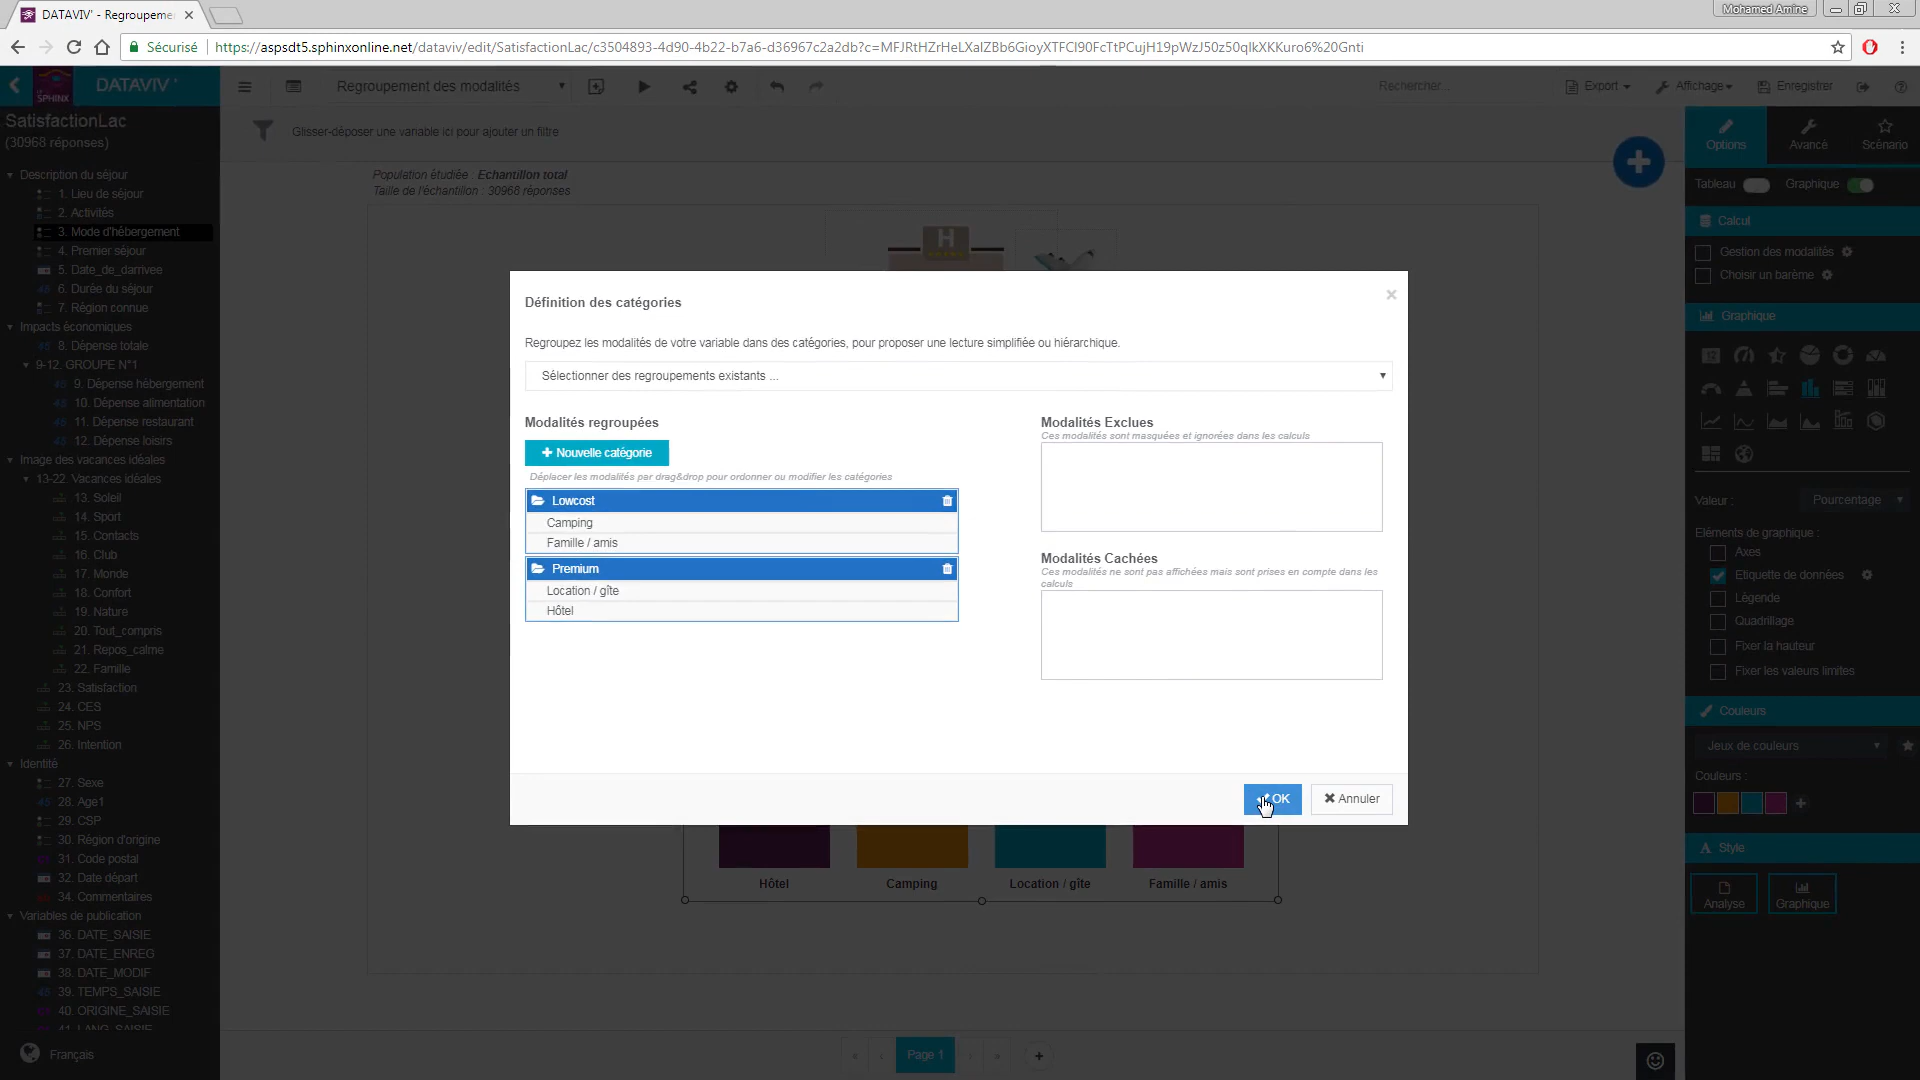 DATAVIV' - Regroupeme
Mohamed Amine
Sécurisé
https://aspsdt5.sphinxonline.net/dataviv/edit/SatisfactionLac/c3504893-4d90-4b22-b7a6-d36967c2a2db?c=MFJRtHZrHeLXalZBb6GioyXTFCl90FcTtPCujH19pWzJ50z50qlkXKKuro6%20Gnti
SPHINX
DATAVIV'
Regroupement des modalités
Rechercher...
Export
Affichage
Enregistrer
SatisfactionLac
(30968 réponses)
Glisser-déposer une variable ici pour ajouter un filtre
Population étudiée : Echantillon total
Taille de l'échantillon : 30968 réponses
Description du séjour
1. Lieu de séjour
2. Activités
3. Mode d'hébergement
4. Premier séjour
5. Date_de_darrivee
6. Durée du séjour
7. Région connue
Impacts économiques
8. Dépense totale
9-12. GROUPE N°1
9. Dépense hébergement
10. Dépense alimentation
11. Dépense restaurant
12. Dépense loisirs
Image des vacances idéales
13-22. Vacances idéales
13. Soleil
14. Sport
15. Contacts
16. Club
17. Monde
18. Confort
19. Nature
20. Tout_compris
21. Repos_calme
22. Famille
23. Satisfaction
24. CES
25. NPS
26. Intention
Identité
27. Sexe
28. Age1
29. CSP
30. Région d'origine
31. Code postal
32. Date départ
34. Commentaires
Variables de publication
36. DATE_SAISIE
37. DATE_ENREG
38. DATE_MODIF
39. TEMPS_SAISIE
40. ORIGINE_SAISIE
41. LANG_SAISIE
Français
H
Définition des catégories
Regroupez les modalités de votre variable dans des catégories, pour proposer une lecture simplifiée ou hiérarchique.
Sélectionner des regroupements existants ...
Modalités regroupées
Nouvelle catégorie
Déplacer les modalités par drag&drop pour ordonner ou modifier les catégories
Lowcost
Camping
Famille / amis
Premium
Location / gîte
Hôtel
Modalités Exclues
Ces modalités sont masquées et ignorées dans les calculs
Modalités Cachées
Ces modalités ne sont pas affichées mais sont prises en compte dans les
calculs
OK
Annuler
Hôtel
Camping
Location / gîte
Famille / amis
Page 1
Options
Avancé
Scénario
Tableau
Graphique
Calcul
Gestion des modalités
Choisir un barème
Graphique
Valeur :
Pourcentage
Eléments de graphique :
Axes
Etiquette de données
Légende
Quadrillage
Fixer la hauteur
Fixer les valeurs limites
Couleurs
Jeux de couleurs
Couleurs :
Style
Analyse
Graphique